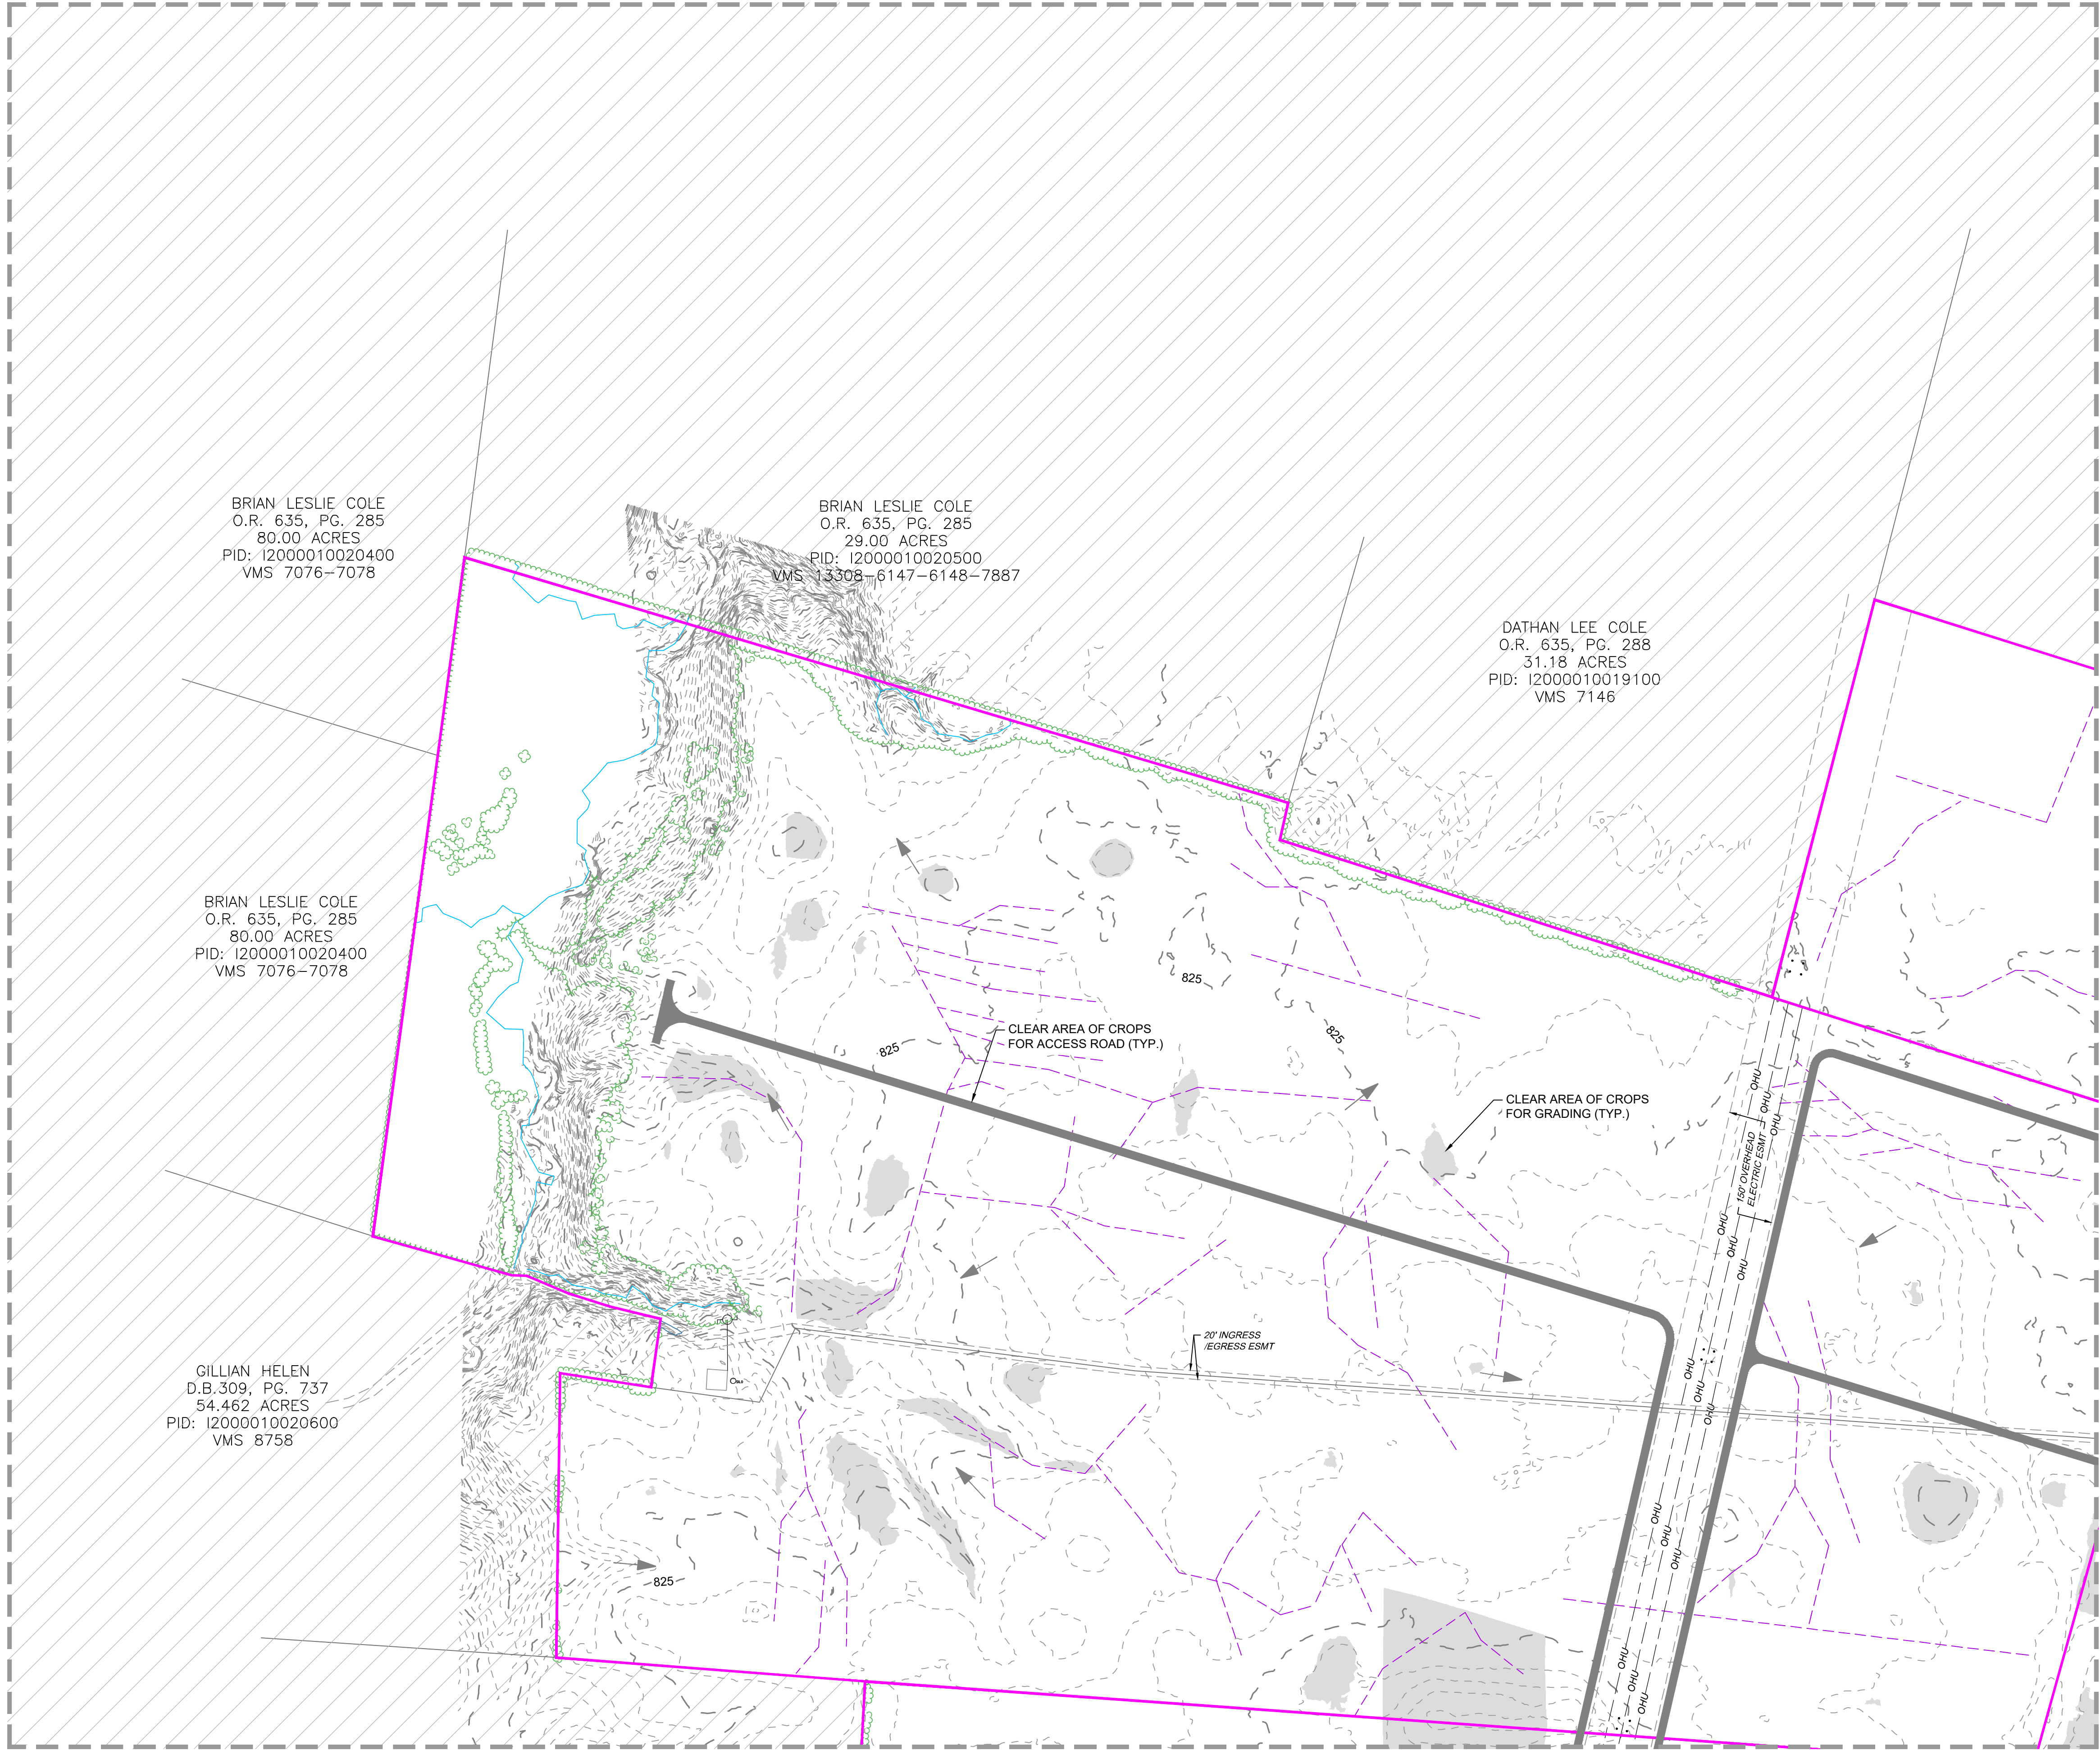 BRIAN LESLIE COLE
O.R. 635, PG. 285
80.00 ACRES
PID: I2000010020400
VMS 7076-7078
BRIAN LESLIE COLE
O.R. 635, PG. 285
29.00 ACRES
PID: I2000010020500
VMS 13308-6147-6148-7887
DATHAN LEE COLE
O.R. 635, PG. 288
31.18 ACRES
PID: I2000010019100
VMS 7146
BRIAN LESLIE COLE
O.R. 635, PG. 285
80.00 ACRES
PID: I2000010020400
VMS 7076-7078
825
CLEAR AREA OF CROPS
FOR ACCESS ROAD (TYP.)
825
825
CLEAR AREA OF CROPS
FOR GRADING (TYP.)
OHU
OHU
OHU
150' OVERHEAD
ELECTRIC ESMT
OHU
OHU
OHU
20' INGRESS
/EGRESS ESMT
OHU
OHU
OHU
GILLIAN HELEN
D.B.309, PG. 737
54.462 ACRES
PID: I2000010020600
VMS 8758
825
OHU
OHU
OHU
OHU
OHU
OHU